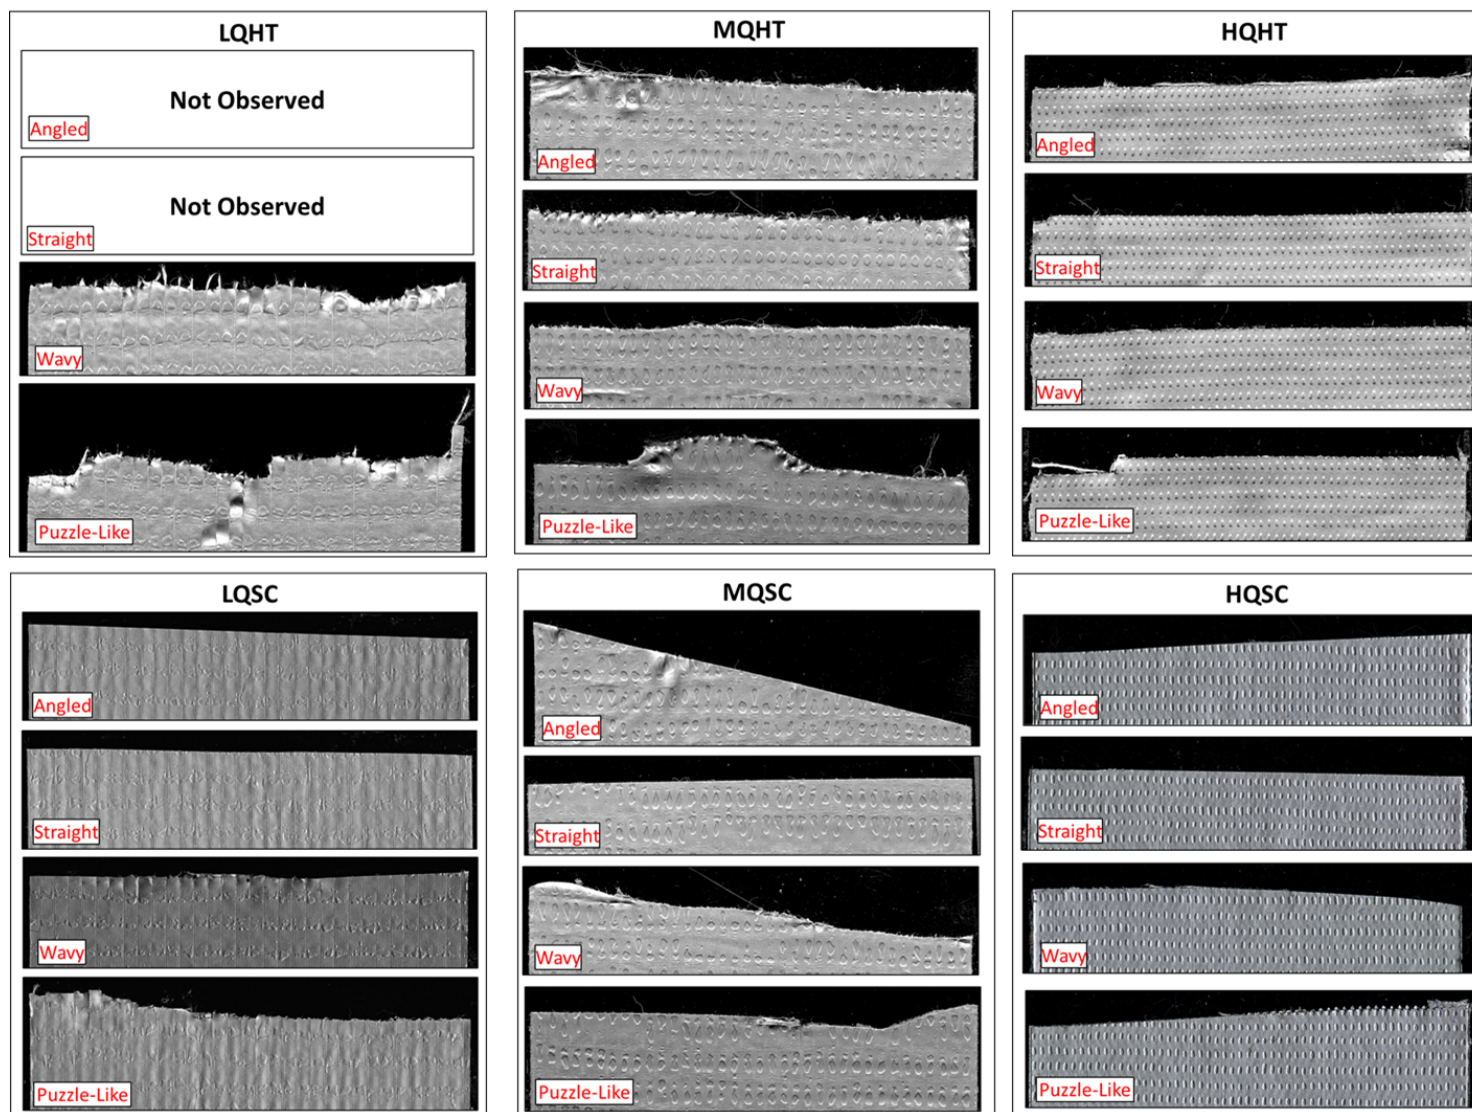 LQHT
Not Observed
Angled
Not Observed
Straight
Wavy
Puzzle-Like
MQHT
Angled
Straight
Wavy
Puzzle-Like
HQHT
Angled
Straight
Wavy
Puzzle-Like
LQSC
Angled
Straight
Wavy
Puzzle-Like
MQSC
Angled
Straight
Wavy
Puzzle-Like
HQSC
Angled
Straight
Wavy
Puzzle-Like